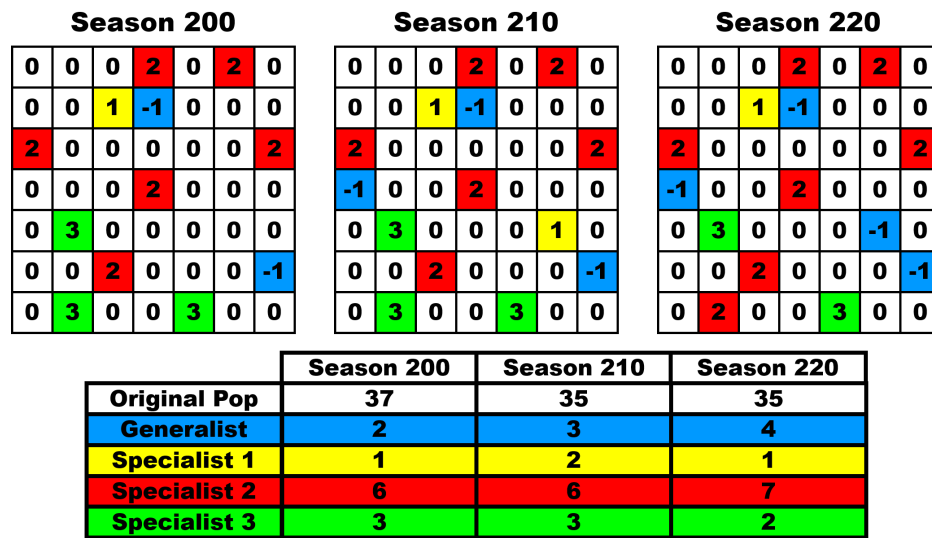 Season 200 Season 210 Season 220
0 0 0 2 0 2 0 0 0 0 2 0 2 0 0 0 0 2 0 2 0
0 0 1 -1 0 0 0 0 0 1 -1 0 0 0 0 0 1 -1 0 0 0
2 0 0 0 0 0 2 2 0 0 0 0 0 2 2 0 0 0 0 0 2
0 0 0 2 0 0 0 -1 0 0 2 0 0 0 -1 0 0 2 0 0 0
0 3 0 0 0 0 0 0 3 0 0 0 1 0 0 3 0 0 0 -1 0
0 0 2 0 0 0 -1 0 0 2 0 0 0 -1 0 0 2 0 0 0 -1
0 3 0 0 3 0 0 0 3 0 0 3 0 0 0 2 0 0 3 0 0
Season 200 Season 210 Season 220
Original Pop 37 35 35
Generalist 2 3 4
Specialist 1 1 2 1
Specialist 2 6 6 7
Specialist 3 3 3 2